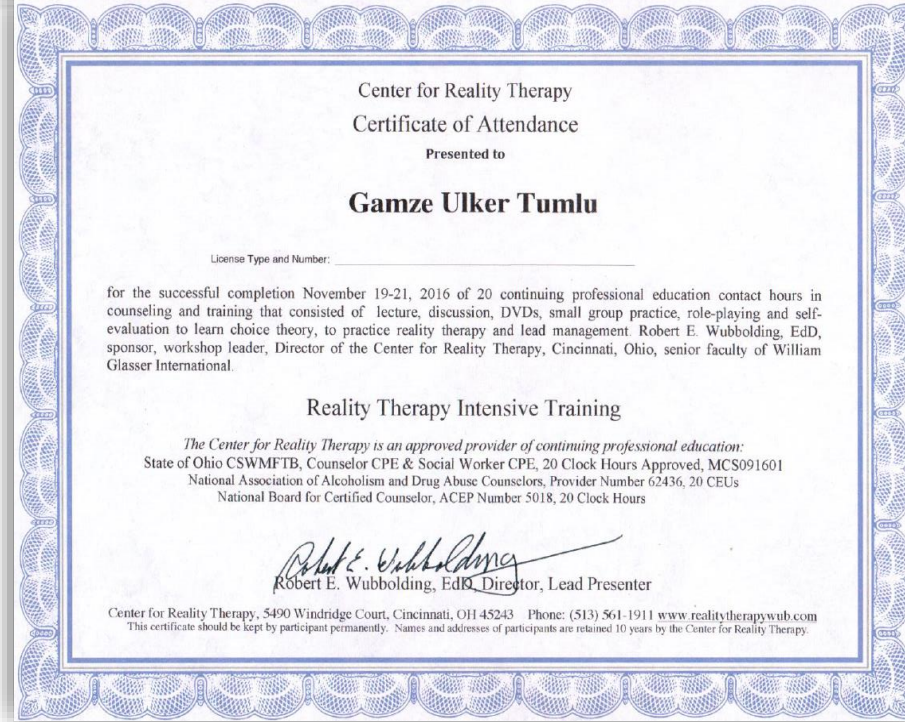 Center for Reality Therapy
Certificate of Attendance
Presented to
Gamze Ulker Tumlu
License Type and Number:
for the successful completion November 19-21, 2016 of 20 continuing professional education contact hours in
counseling and training that consisted of lecture, discussion, DVDs, small group practice, role-playing and self-
evaluation to learn choice theory, to practice reality therapy and lead management. Robert E. Wubbolding, EdD,
sponsor, workshop leader, Director of the Center for Reality Therapy, Cincinnati, Ohio, senior faculty of William
Glasser International.
Reality Therapy Intensive Training
The Center for Reality Therapy is an approved provider of continuing professional education:
State of Ohio CSWMFTB, Counselor CPE & Social Worker CPE, 20 Clock Hours Approved, MCS091601
National Association of Alcoholism and Drug Abuse Counselors, Provider Number 62436, 20 CEUs
National Board for Certified Counselor, ACEP Number 5018, 20 Clock Hours
Robert E. Wubbolding
Robert E. Wubbolding, EdD, Director, Lead Presenter
Center for Reality Therapy, 5490 Windridge Court, Cincinnati, OH 45243 Phone: (513) 561-1911 www.realitytherapywub.com
This certificate should be kept by participant permanently. Names and addresses of participants are retained 10 years by the Center for Reality Therapy.